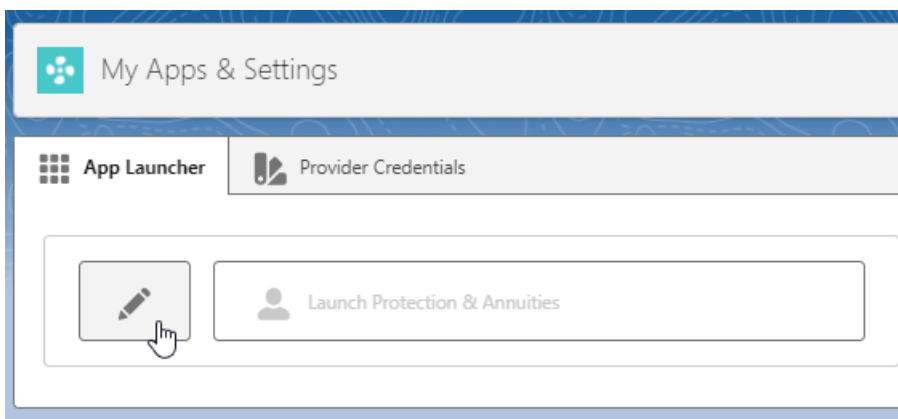 My Apps & Settings
App Launcher
Provider Credentials
Launch Protection & Annuities